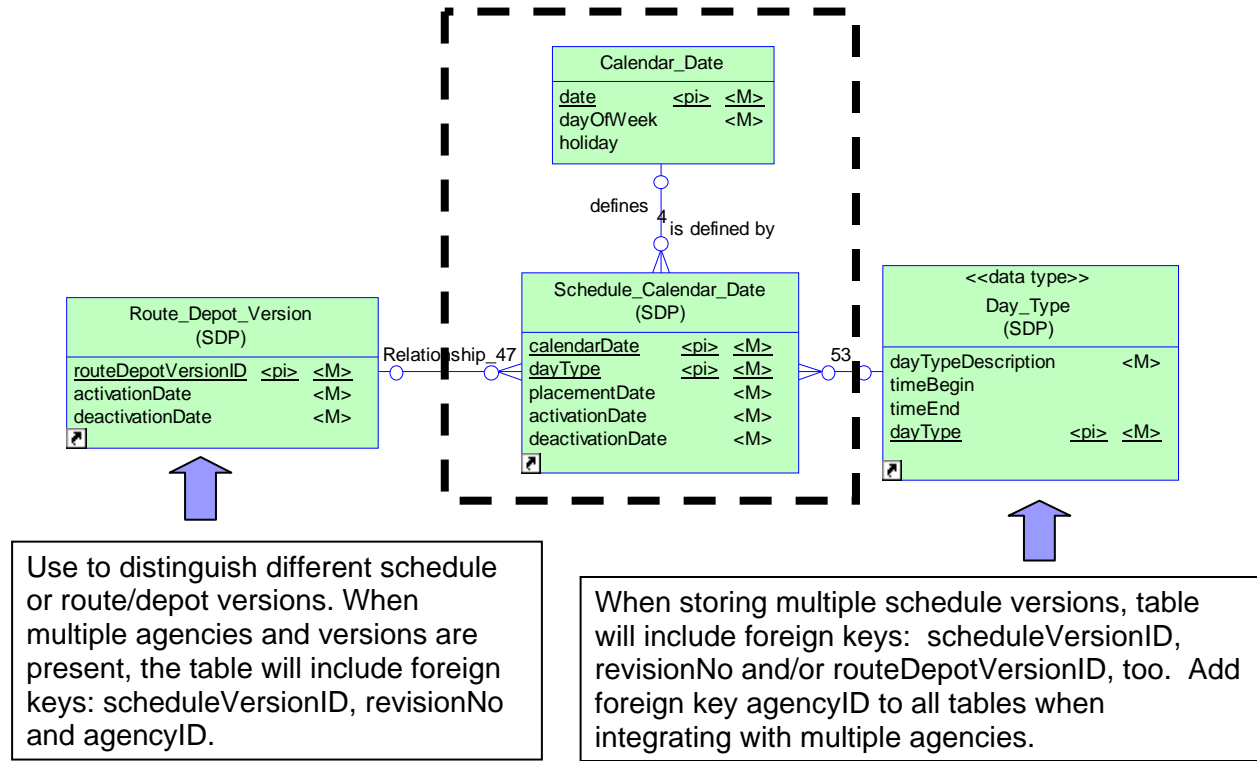 Calendar_Date
date <pi> <M>
dayOfWeek <M>
holiday
defines
4
is defined by
Route_Depot_Version
(SDP)
routeDepotVersionID <pi> <M>
activationDate <M>
deactivationDate <M>
Relationship_47
Schedule_Calendar_Date
(SDP)
calendarDate <pi> <M>
dayType <pi> <M>
placementDate <M>
activationDate <M>
deactivationDate <M>
53
<<data type>>
Day_Type
(SDP)
dayTypeDescription <M>
timeBegin
timeEnd
dayType <pi> <M>
Use to distinguish different schedule
or route/depot versions. When
multiple agencies and versions are
present, the table will include foreign
keys: scheduleVersionID, revisionNo
and agencyID.
When storing multiple schedule versions, table
will include foreign keys: scheduleVersionID,
revisionNo and/or routeDepotVersionID, too. Add
foreign key agencyID to all tables when
integrating with multiple agencies.